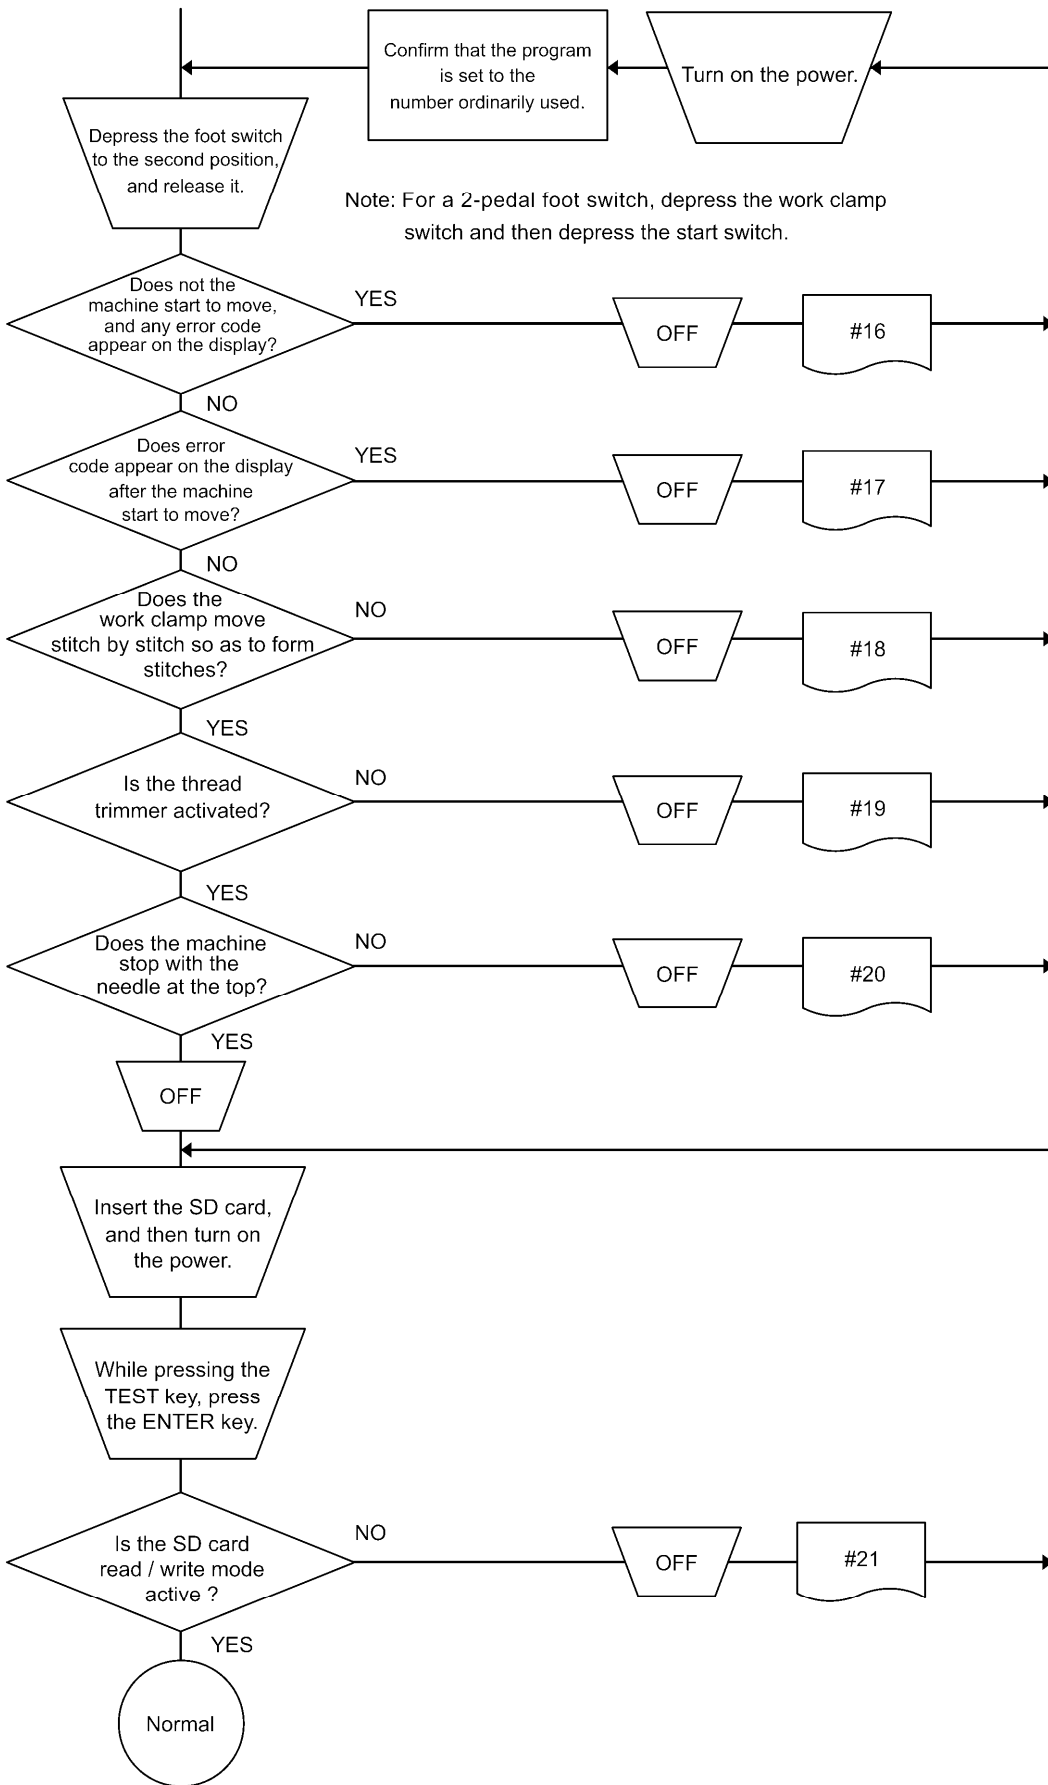 Confirm that the program
is set to the
number ordinarily used.
Turn on the power.
Depress the foot switch
to the second position,
and release it.
Note: For a 2-pedal foot switch, depress the work clamp
switch and then depress the start switch.
Does not the
machine start to move,
and any error code
appear on the display?
YES
OFF
#16
NO
Does error
code appear on the display
after the machine
start to move?
YES
OFF
#17
NO
Does the
work clamp move
stitch by stitch so as to form
stitches?
NO
OFF
#18
YES
Is the thread
trimmer activated?
NO
OFF
#19
YES
Does the machine
stop with the
needle at the top?
NO
OFF
#20
YES
OFF
Insert the SD card,
and then turn on
the power.
While pressing the
TEST key, press
the ENTER key.
Is the SD card
read / write mode
active ?
NO
OFF
#21
YES
Normal